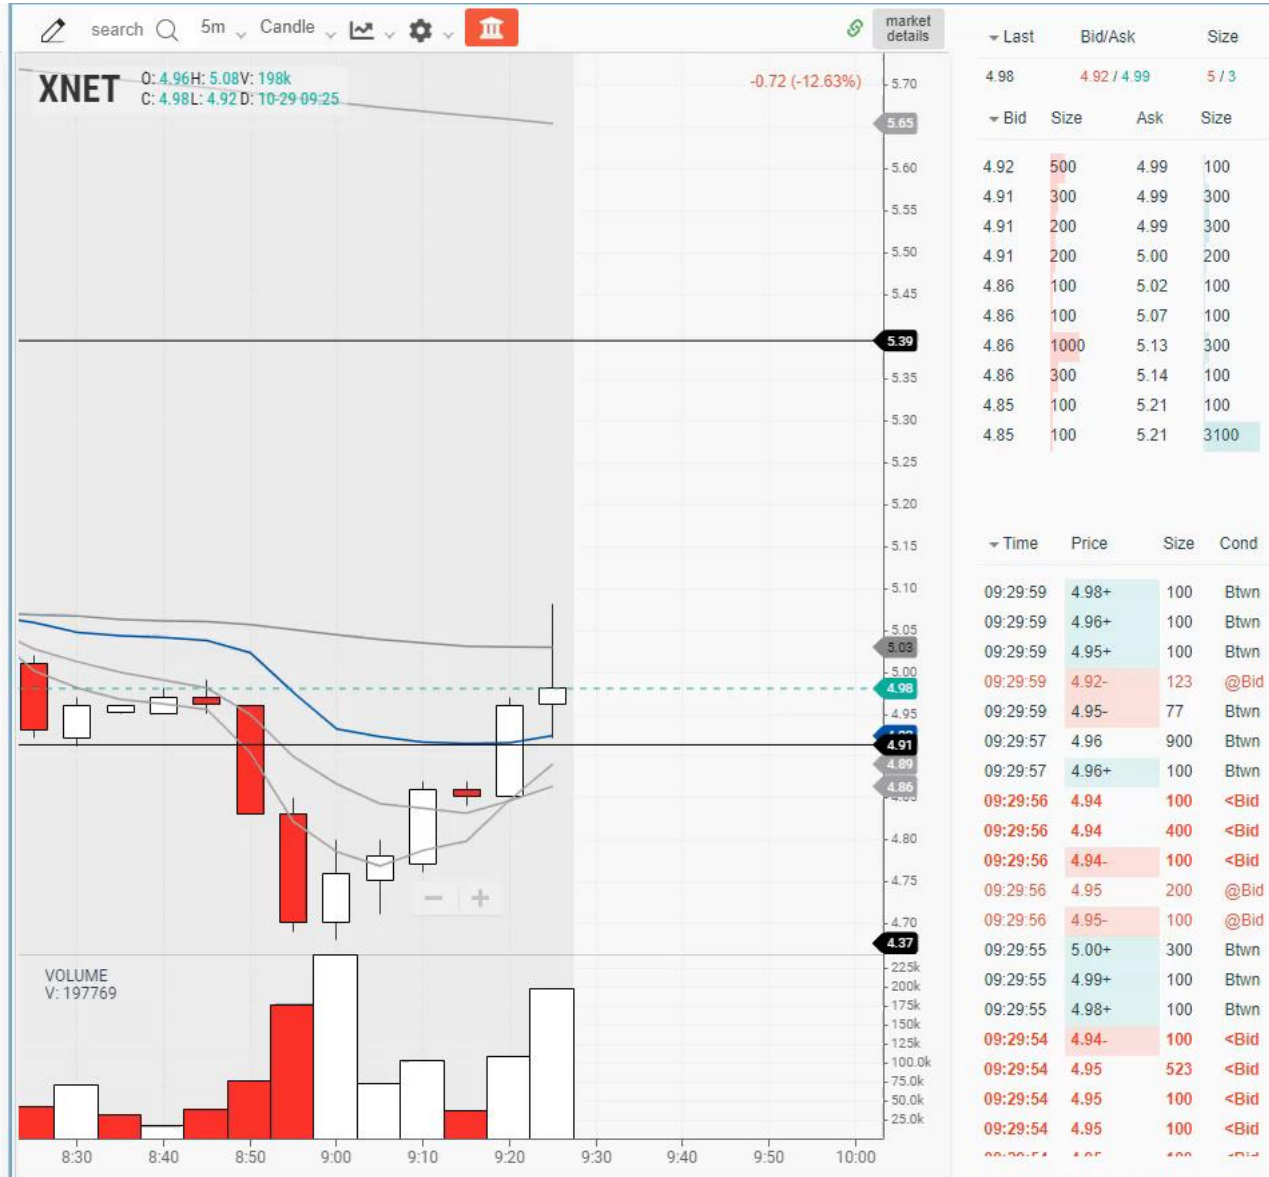 search 5m Candle market details
XNET O: 4.96H: 5.08V: 198k
C: 4.98L: 4.92 D: 10-29 09:25
-0.72 (-12.63%)
5.70
5.65
5.60
5.55
5.50
5.45
5.39
5.35
5.30
5.25
5.20
5.15
5.10
5.05
5.03
5.00
4.98
4.95
4.91
4.89
4.86
4.80
4.75
4.70
4.37
VOLUME
V: 197769
225k
200k
175k
150k
125k
100.0k
75.0k
50.0k
25.0k
8:30 8:40 8:50 9:00 9:10 9:20 9:30 9:40 9:50 10:00
Last Bid/Ask Size
4.98 4.92 / 4.99 5 / 3
Bid Size Ask Size
4.92 500 4.99 100
4.91 300 4.99 300
4.91 200 4.99 300
4.91 200 5.00 200
4.86 100 5.02 100
4.86 100 5.07 100
4.86 1000 5.13 300
4.86 300 5.14 100
4.85 100 5.21 100
4.85 100 5.21 3100
Time Price Size Cond
09:29:59 4.98+ 100 Btwn
09:29:59 4.96+ 100 Btwn
09:29:59 4.95+ 100 Btwn
09:29:59 4.92- 123 @Bid
09:29:59 4.95- 77 Btwn
09:29:57 4.96 900 Btwn
09:29:57 4.96+ 100 Btwn
09:29:56 4.94 100 <Bid
09:29:56 4.94 400 <Bid
09:29:56 4.94- 100 <Bid
09:29:56 4.95 200 @Bid
09:29:56 4.95- 100 @Bid
09:29:55 5.00+ 300 Btwn
09:29:55 4.99+ 100 Btwn
09:29:55 4.98+ 100 Btwn
09:29:54 4.94- 100 <Bid
09:29:54 4.95 523 <Bid
09:29:54 4.95 100 <Bid
09:29:54 4.95 100 <Bid